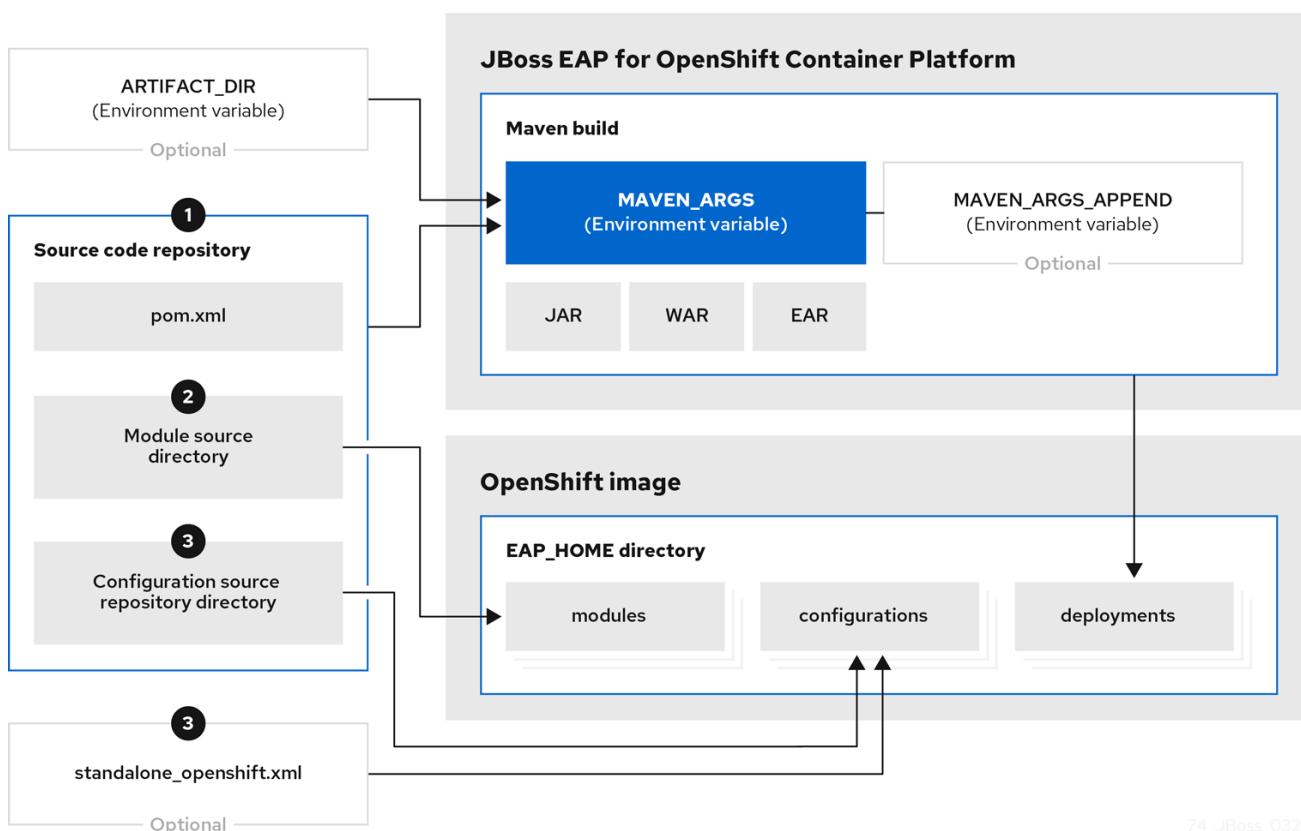 JBoss EAP for OpenShift Container Platform
ARTIFACT_DIR
(Environment variable)
Optional
Maven build
MAVEN_ARGS
(Environment variable)
MAVEN_ARGS_APPEND
(Environment variable)
Optional
1
Source code repository
pom.xml
JAR
WAR
EAR
2
Module source
directory
OpenShift image
3
Configuration source
repository directory
EAP_HOME directory
modules
configurations
deployments
3
standalone_openshift.xml
Optional
74_JBoss_032